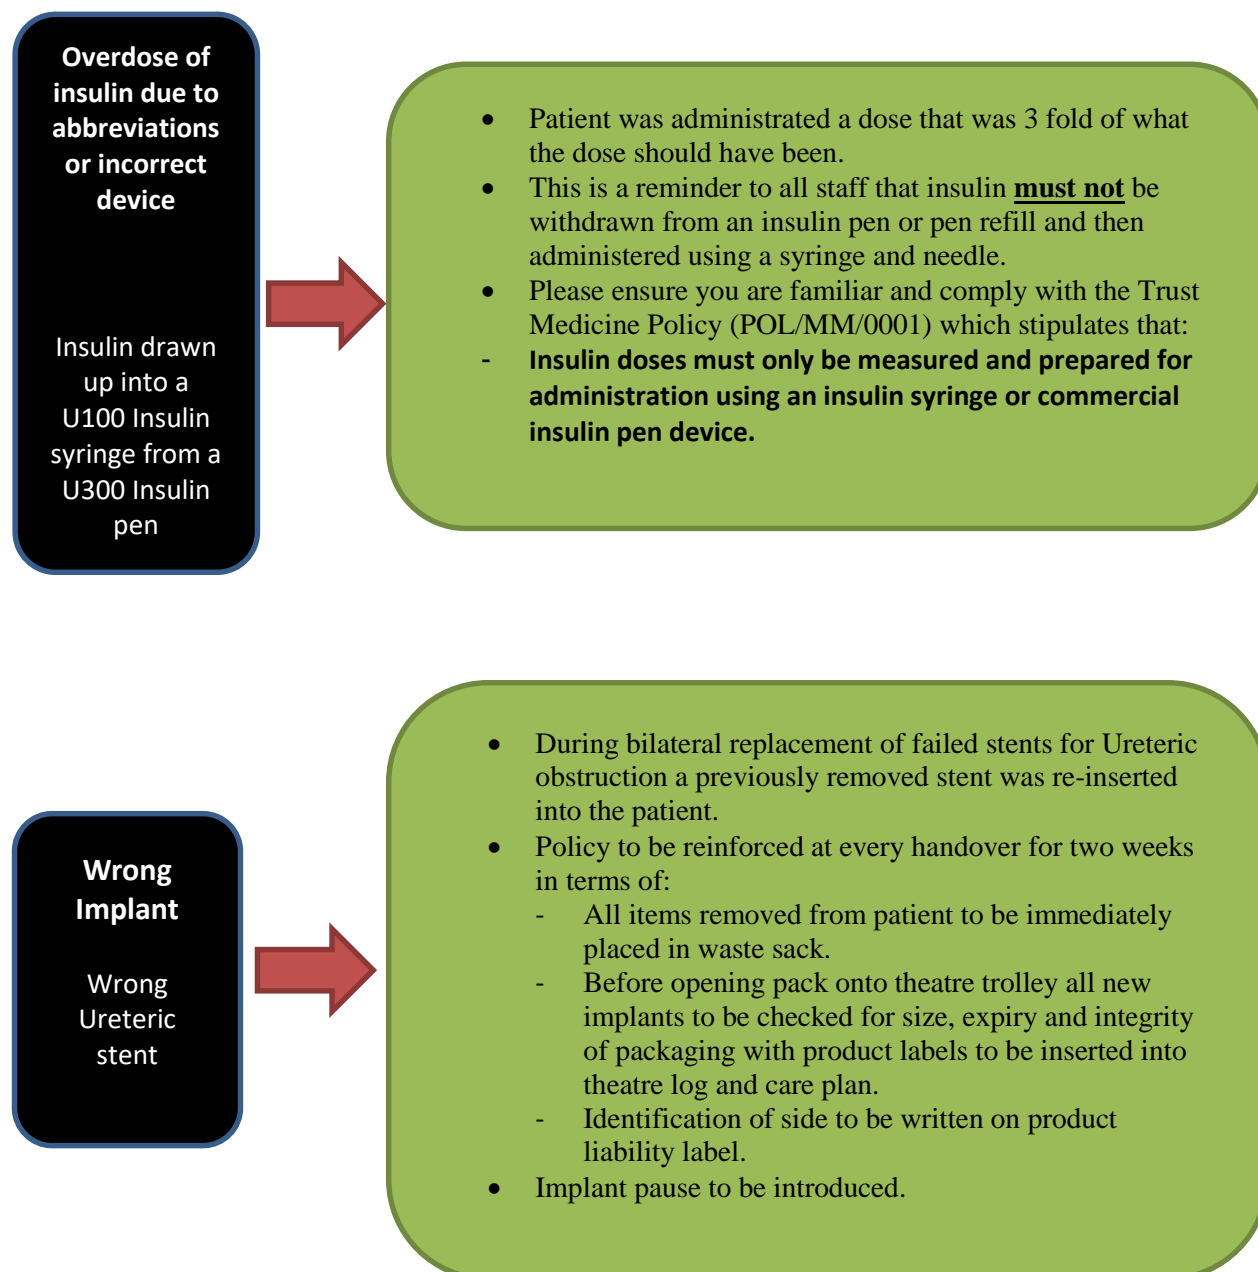 Overdose of
insulin due to
abbreviations
or incorrect
device
Insulin drawn
up into a
U100 Insulin
syringe from a
U300 Insulin
pen
• Patient was administrated a dose that was 3 fold of what
the dose should have been.
• This is a reminder to all staff that insulin must not be
withdrawn from an insulin pen or pen refill and then
administered using a syringe and needle.
• Please ensure you are familiar and comply with the Trust
Medicine Policy (POL/MM/0001) which stipulates that:
- Insulin doses must only be measured and prepared for
administration using an insulin syringe or commercial
insulin pen device.
Wrong
Implant
Wrong
Ureteric
stent
• During bilateral replacement of failed stents for Ureteric
obstruction a previously removed stent was re-inserted
into the patient.
• Policy to be reinforced at every handover for two weeks
in terms of:
- All items removed from patient to be immediately
placed in waste sack.
- Before opening pack onto theatre trolley all new
implants to be checked for size, expiry and integrity
of packaging with product labels to be inserted into
theatre log and care plan.
- Identification of side to be written on product
liability label.
• Implant pause to be introduced.